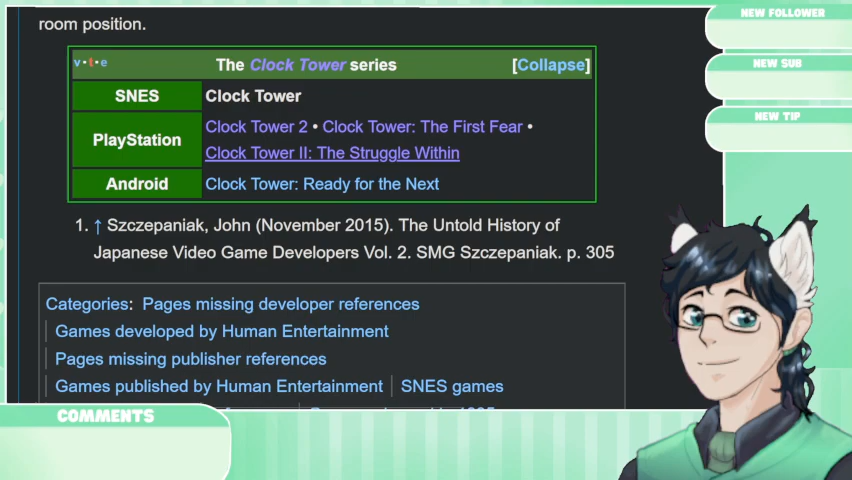 room position.
v•t•e The Clock Tower series [Collapse]
SNES Clock Tower
PlayStation Clock Tower 2 • Clock Tower: The First Fear •
Clock Tower II: The Struggle Within
Android Clock Tower: Ready for the Next
1. ↑ Szczepaniak, John (November 2015). The Untold History of
Japanese Video Game Developers Vol. 2. SMG Szczepaniak. p. 305
Categories: Pages missing developer references
Games developed by Human Entertainment
Pages missing publisher references
Games published by Human Entertainment SNES games
COMMENTS
NEW FOLLOWER
NEW SUB
NEW TIP